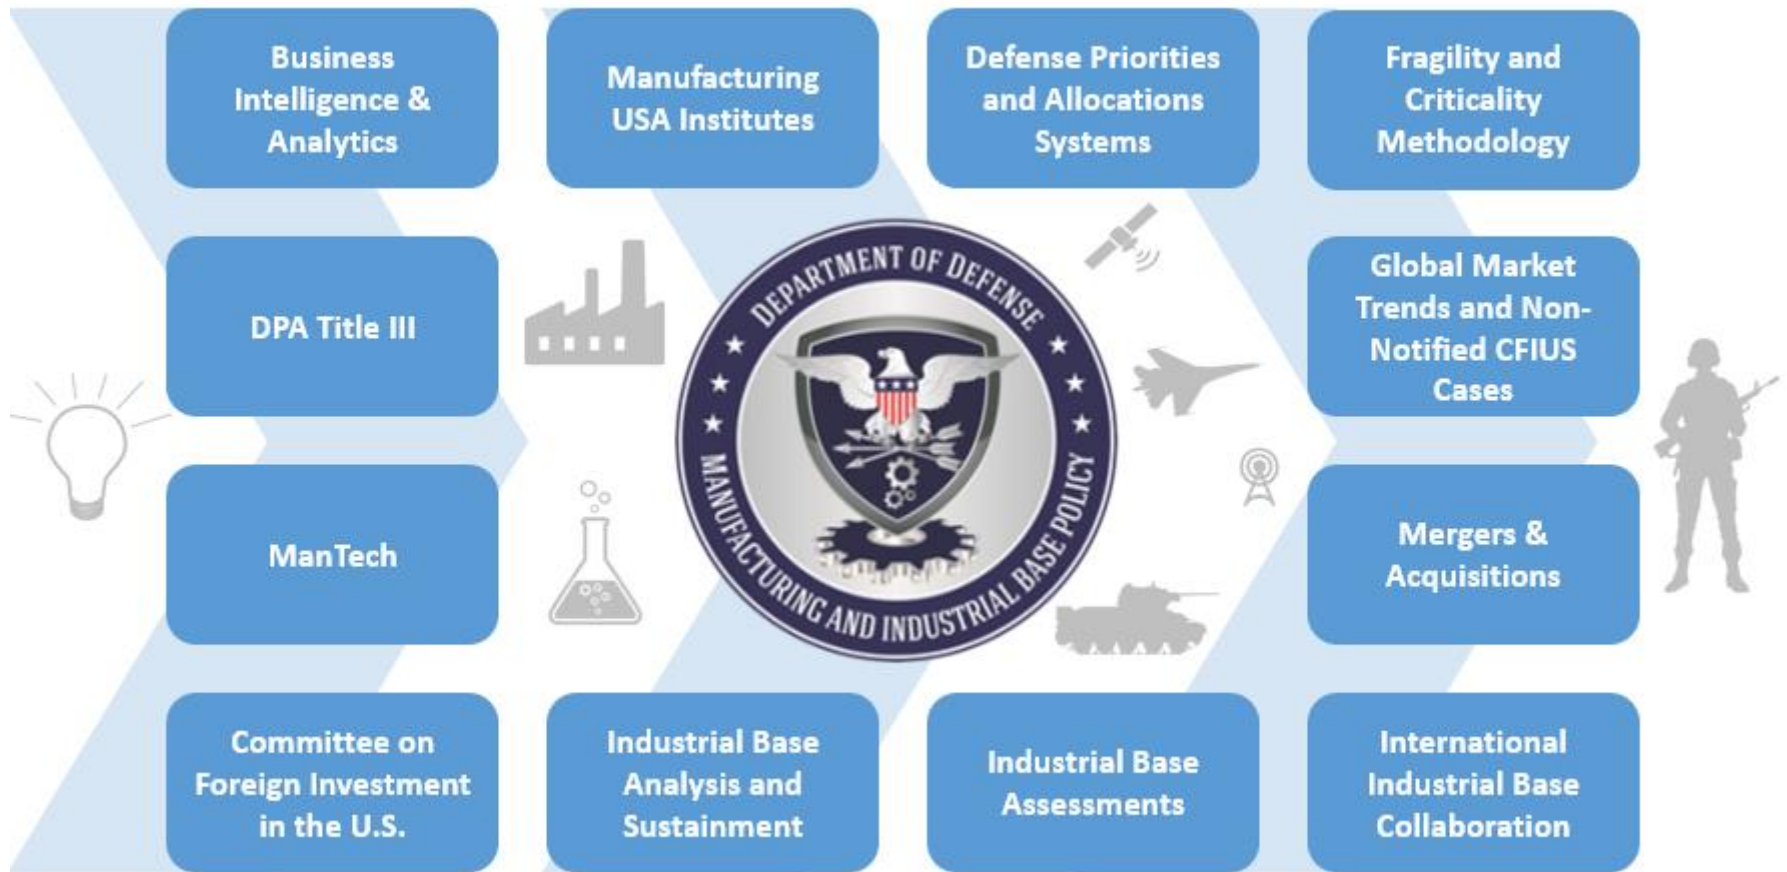 Business
Intelligence &
Analytics
Manufacturing
USA Institutes
Defense Priorities
and Allocations
Systems
Fragility and
Criticality
Methodology
DPA Title III
DEPARTMENT OF DEFENSE
MANUFACTURING AND INDUSTRIAL BASE POLICY
Global Market
Trends and Non-
Notified CFIUS
Cases
ManTech
Mergers &
Acquisitions
Committee on
Foreign Investment
in the U.S.
Industrial Base
Analysis and
Sustainment
Industrial Base
Assessments
International
Industrial Base
Collaboration